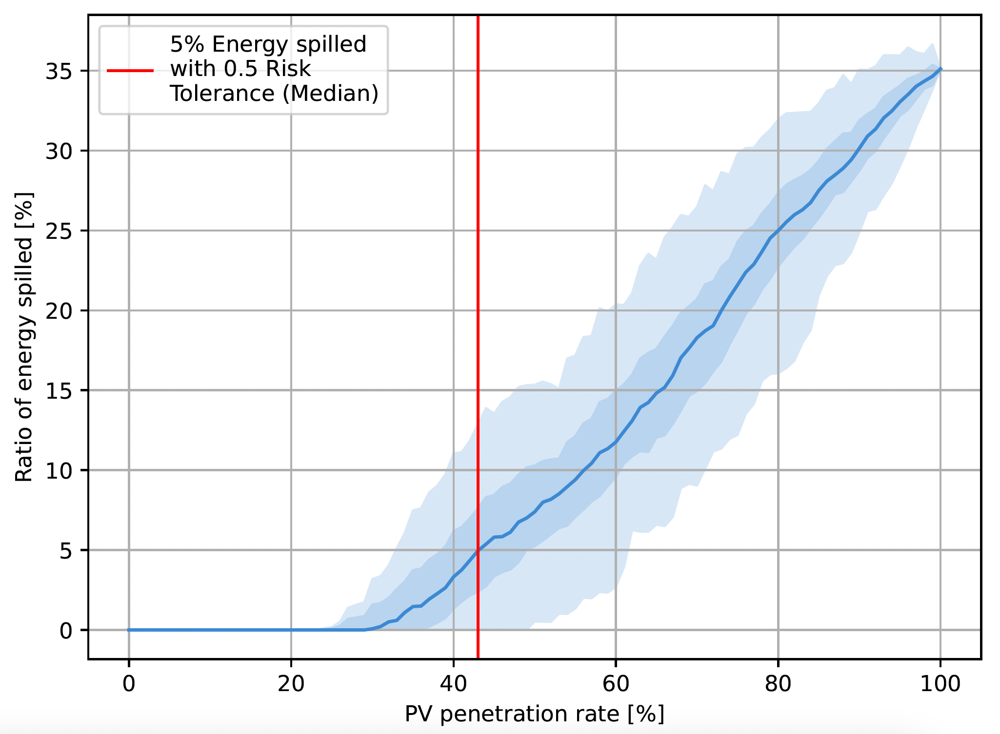 5% Energy spilled
with 0.5 Risk
Tolerance (Median)
35
30
25
20
15
10
5
0
Ratio of energy spilled [%]
0 20 40 60 80 100
PV penetration rate [%]